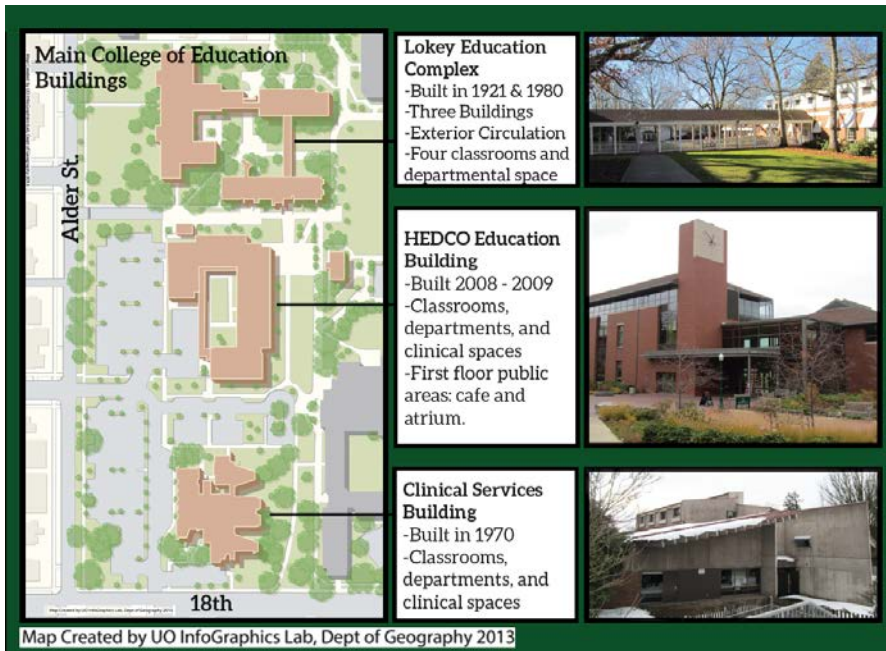 Main College of Education
Buildings
Alder St.
18th
Lokey Education
Complex
-Built in 1921 & 1980
-Three Buildings
-Exterior Circulation
-Four classrooms and
departmental space
HEDCO Education
Building
-Built 2008 - 2009
-Classrooms,
departments, and
clinical spaces
-First floor public
areas: cafe and
atrium.
Clinical Services
Building
-Built in 1970
-Classrooms,
departments, and
clinical spaces
Map Created by UO InfoGraphics Lab, Dept of Geography 2013
Map Created by UO InfoGraphics Lab, Dept of Geography 2013